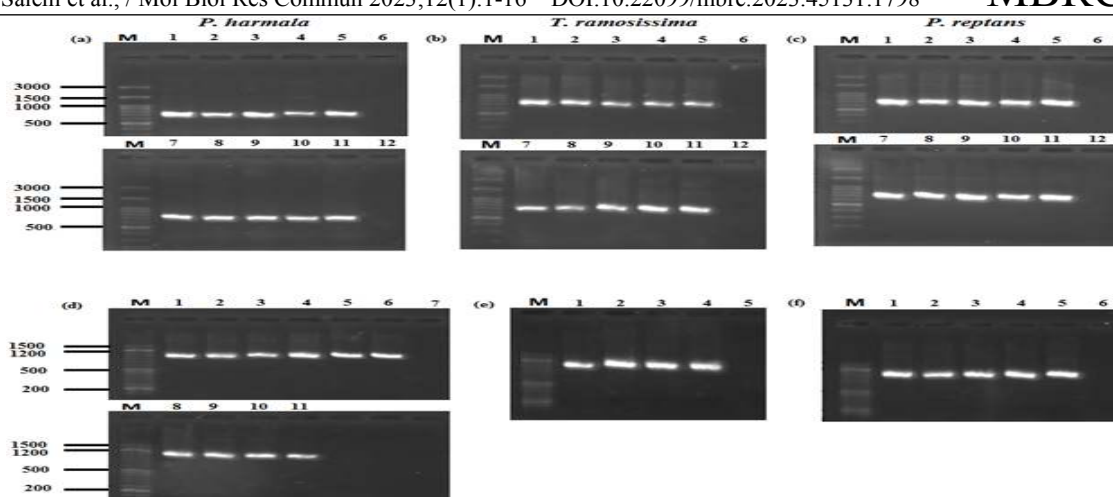 Salehi et al., / Mol Biol Res Commun 2023;12(1):1-16 DOI:10.22099/mbrc.2023.45131.1798 MBRC
P. harmala T. ramosissima P. reptans
(a) M 1 2 3 4 5 6 (b) M 1 2 3 4 5 6 (c) M 1 2 3 4 5 6
3000
1500
1000
500
M 7 8 9 10 11 12 M 7 8 9 10 11 12 M 7 8 9 10 11 12
3000
1500
1000
500
(d) M 1 2 3 4 5 6 7 (e) M 1 2 3 4 5 (f) M 1 2 3 4 5 6
1500
1200
500
200
M 8 9 10 11
1500
1200
500
200